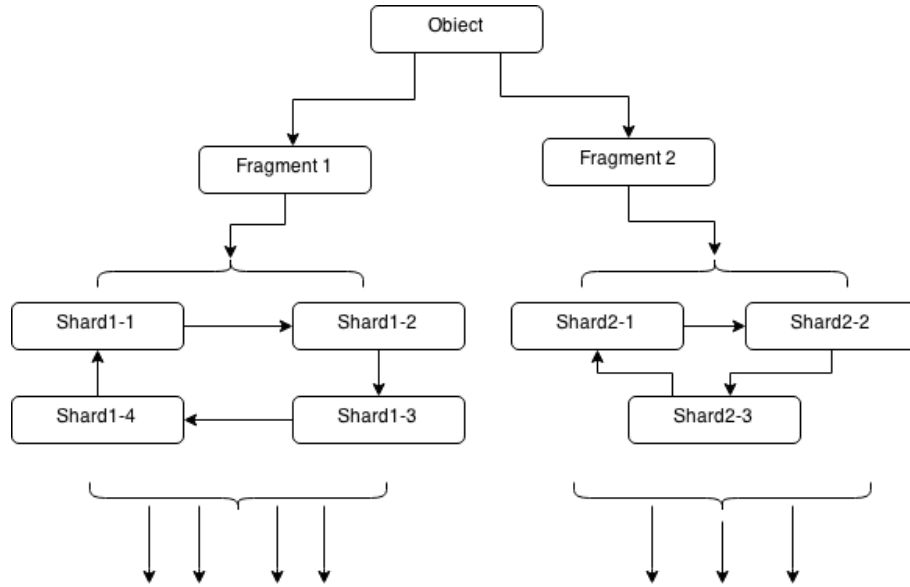 Obiect
Fragment 1
Fragment 2
Shard1-1
Shard1-2
Shard2-1
Shard2-2
Shard1-4
Shard1-3
Shard2-3